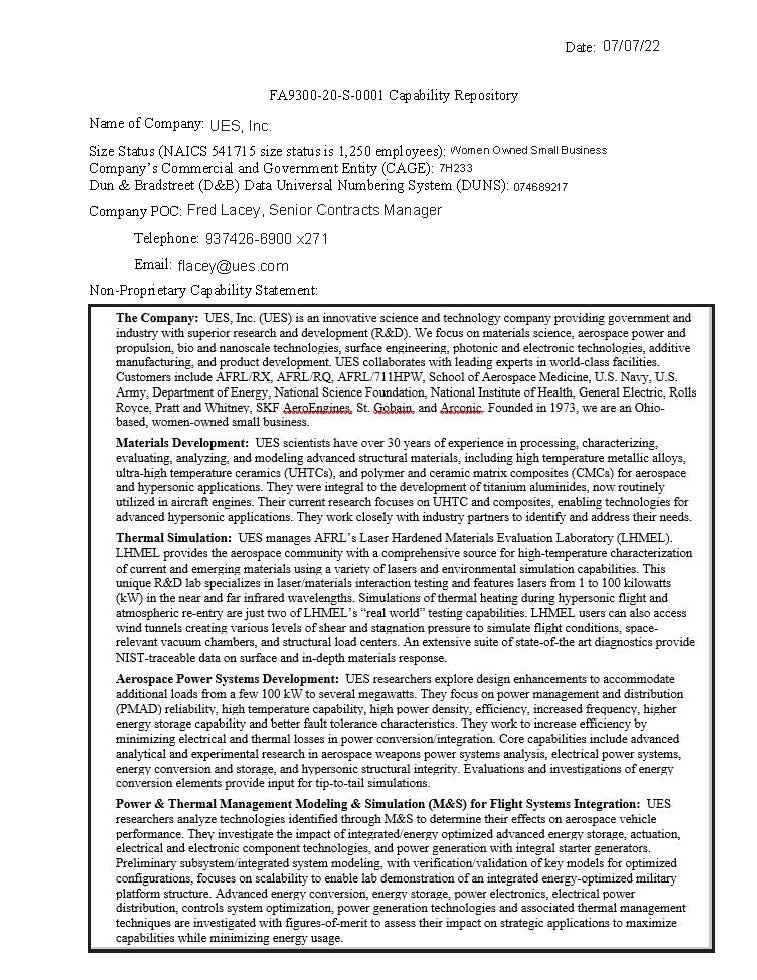 Date: 07/07/22
FA9300-20-S-0001 Capability Repository
Name of Company: UES, Inc.
Size Status (NAICS 541715 size status is 1,250 employees): Women Owned Small Business
Company's Commercial and Government Entity (CAGE): 7H233
Dun & Bradstreet (D&B) Data Universal Numbering System (DUNS): 074689217
Company POC: Fred Lacey, Senior Contracts Manager
Telephone: 937426-6900 x271
Email: flacey@ues.com
Non-Proprietary Capability Statement:
The Company: UES, Inc. (UES) is an innovative science and technology company providing government and
industry with superior research and development (R&D). We focus on materials science, aerospace power and
propulsion, bio and nanoscale technologies, surface engineering, photonic and electronic technologies, additive
manufacturing, and product development. UES collaborates with leading experts in world-class facilities.
Customers include AFRL/RX, AFRL/RQ, AFRL/711HPW, School of Aerospace Medicine, U.S. Navy, U.S.
Army, Department of Energy, National Science Foundation, National Institute of Health, General Electric, Rolls
Royce, Pratt and Whitney, SKF AeroEngines, St. Gobain, and Arconic. Founded in 1973, we are an Ohio-
based, women-owned small business.
Materials Development: UES scientists have over 30 years of experience in processing, characterizing,
evaluating, analyzing, and modeling advanced structural materials, including high temperature metallic alloys,
ultra-high temperature ceramics (UHTCs), and polymer and ceramic matrix composites (CMCs) for aerospace
and hypersonic applications. They were integral to the development of titanium aluminides, now routinely
utilized in aircraft engines. Their current research focuses on UHTC and composites, enabling technologies for
advanced hypersonic applications. They work closely with industry partners to identify and address their needs.
Thermal Simulation: UES manages AFRL's Laser Hardened Materials Evaluation Laboratory (LHMEL).
LHMEL provides the aerospace community with a comprehensive source for high-temperature characterization
of current and emerging materials using a variety of lasers and environmental simulation capabilities. This
unique R&D lab specializes in laser/materials interaction testing and features lasers from 1 to 100 kilowatts
(kW) in the near and far infrared wavelengths. Simulations of thermal heating during hypersonic flight and
atmospheric re-entry are just two of LHMEL's "real world" testing capabilities. LHMEL users can also access
wind tunnels creating various levels of shear and stagnation pressure to simulate flight conditions, space-
relevant vacuum chambers, and structural load centers. An extensive suite of state-of-the art diagnostics provide
NIST-traceable data on surface and in-depth materials response.
Aerospace Power Systems Development: UES researchers explore design enhancements to accommodate
additional loads from a few 100 kW to several megawatts. They focus on power management and distribution
(PMAD) reliability, high temperature capability, high power density, efficiency, increased frequency, higher
energy storage capability and better fault tolerance characteristics. They work to increase efficiency by
minimizing electrical and thermal losses in power conversion/integration. Core capabilities include advanced
analytical and experimental research in aerospace weapons power systems analysis, electrical power systems,
energy conversion and storage, and hypersonic structural integrity. Evaluations and investigations of energy
conversion elements provide input for tip-to-tail simulations.
Power & Thermal Management Modeling & Simulation (M&S) for Flight Systems Integration: UES
researchers analyze technologies identified through M&S to determine their effects on aerospace vehicle
performance. They investigate the impact of integrated/energy optimized advanced energy storage, actuation,
electrical and electronic component technologies, and power generation with integral starter generators.
Preliminary subsystem/integrated system modeling, with verification/validation of key models for optimized
configurations, focuses on scalability to enable lab demonstration of an integrated energy-optimized military
platform structure. Advanced energy conversion, energy storage, power electronics, electrical power
distribution, controls system optimization, power generation technologies and associated thermal management
techniques are investigated with figures-of-merit to assess their impact on strategic applications to maximize
capabilities while minimizing energy usage.